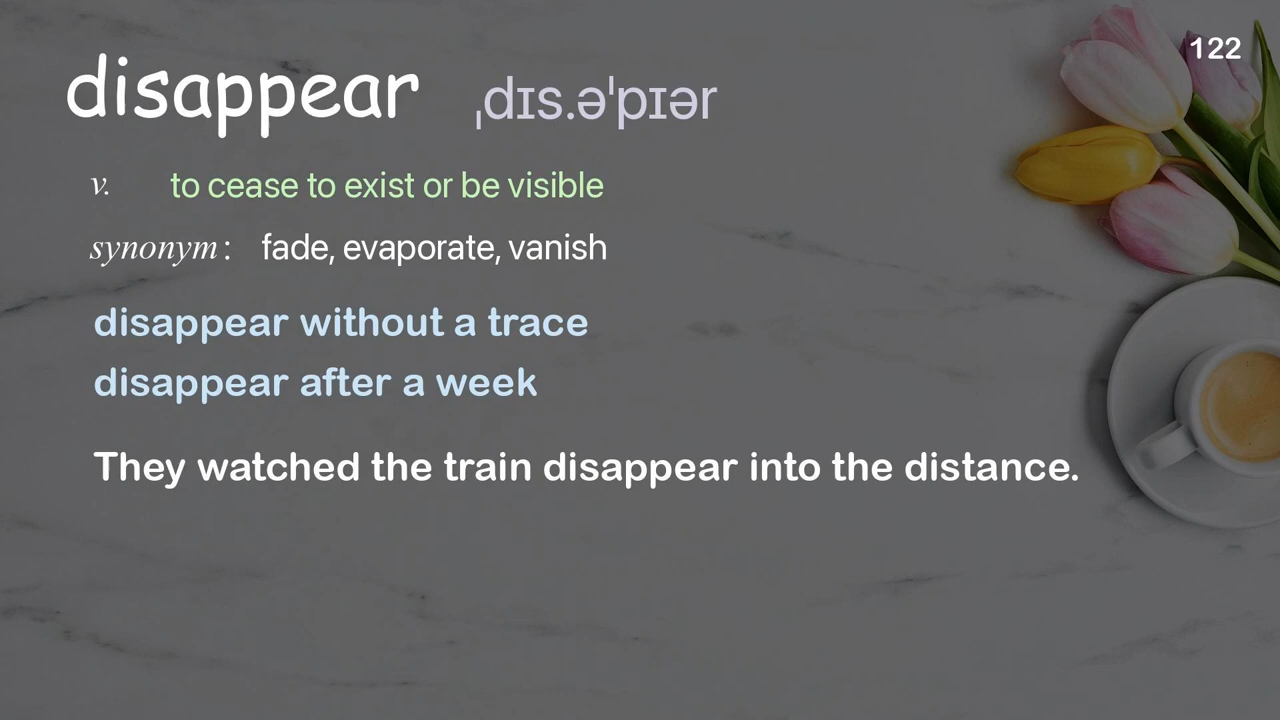 122
disappear ˌdɪs.əˈpɪər
v. to cease to exist or be visible
synonym: fade, evaporate, vanish
disappear without a trace
disappear after a week
They watched the train disappear into the distance.